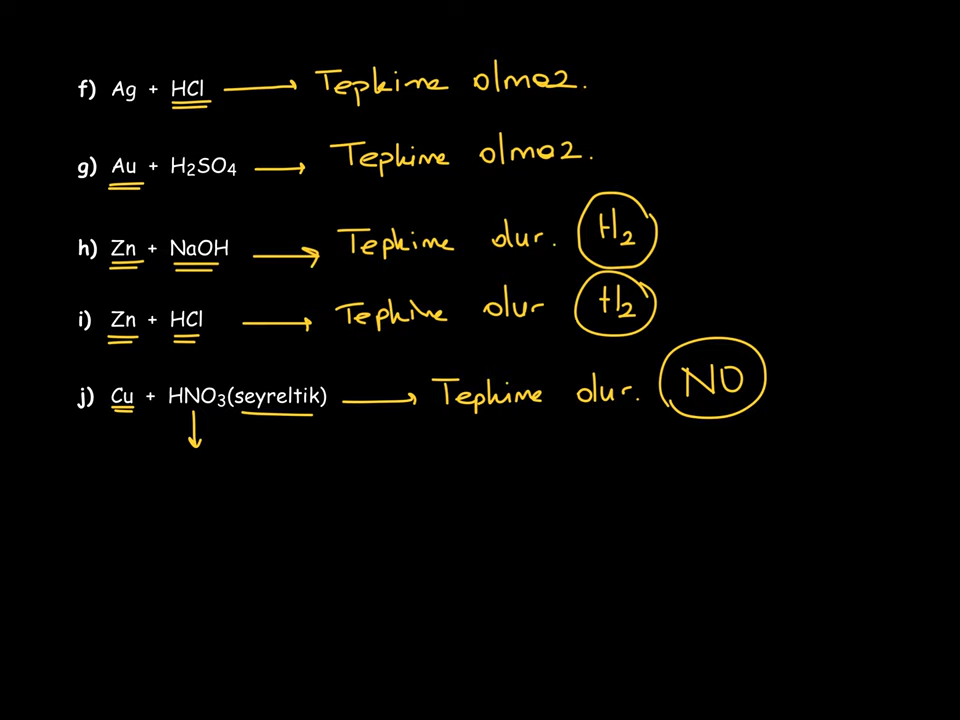 f) Ag + HCl → Tepkime olmaz.
g) Au + H₂SO₄ → Tepkime olmaz.
h) Zn + NaOH → Tepkime olur. H₂
i) Zn + HCl → Tepkime olur H₂
j) Cu + HNO₃(seyreltik) → Tepkime olur. NO